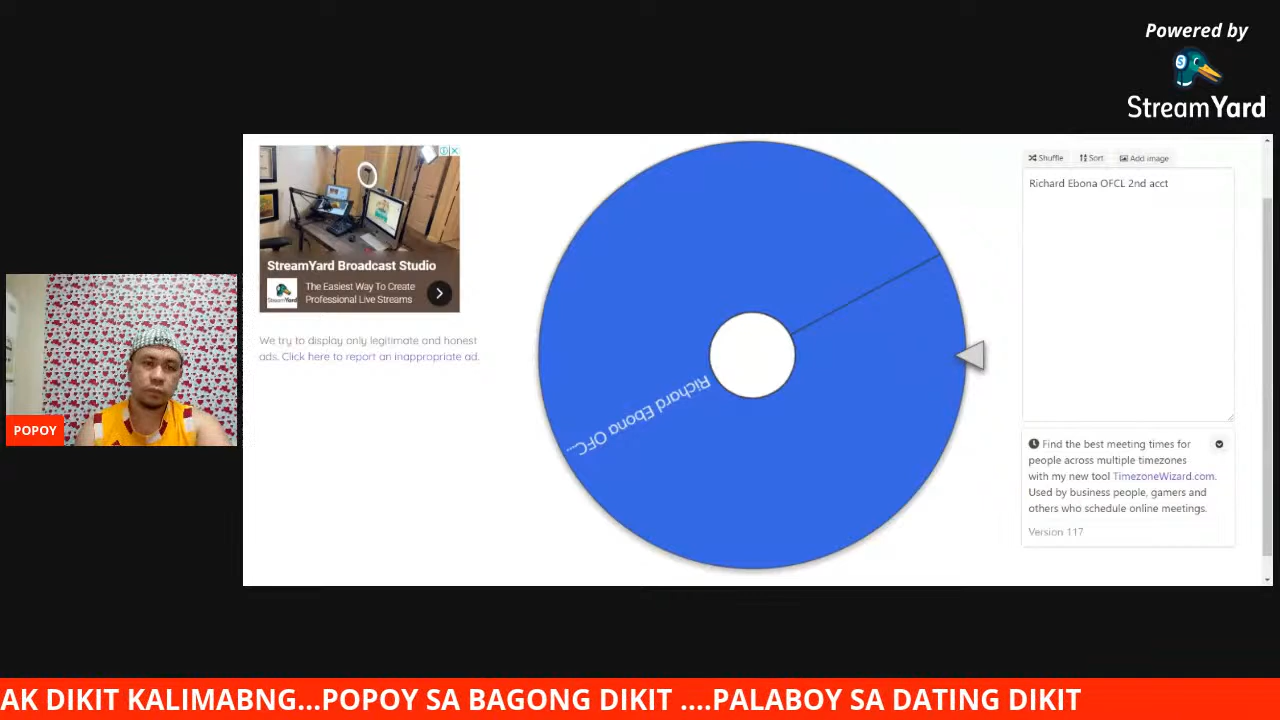 Powered by
StreamYard
StreamYard Broadcast Studio
StreamYard
The Easiest Way To Create
Professional Live Streams
We try to display only legitimate and honest
ads. Click here to report an inappropriate ad.
Richard Ebona OFC...
Shuffle
Sort
Add image
Richard Ebona OFCL 2nd acct
Find the best meeting times for
people across multiple timezones
with my new tool TimezoneWizard.com.
Used by business people, gamers and
others who schedule online meetings.
Version 117
POPOY
AK DIKIT KALIMABNG...POPOY SA BAGONG DIKIT ....PALABOY SA DATING DIKIT